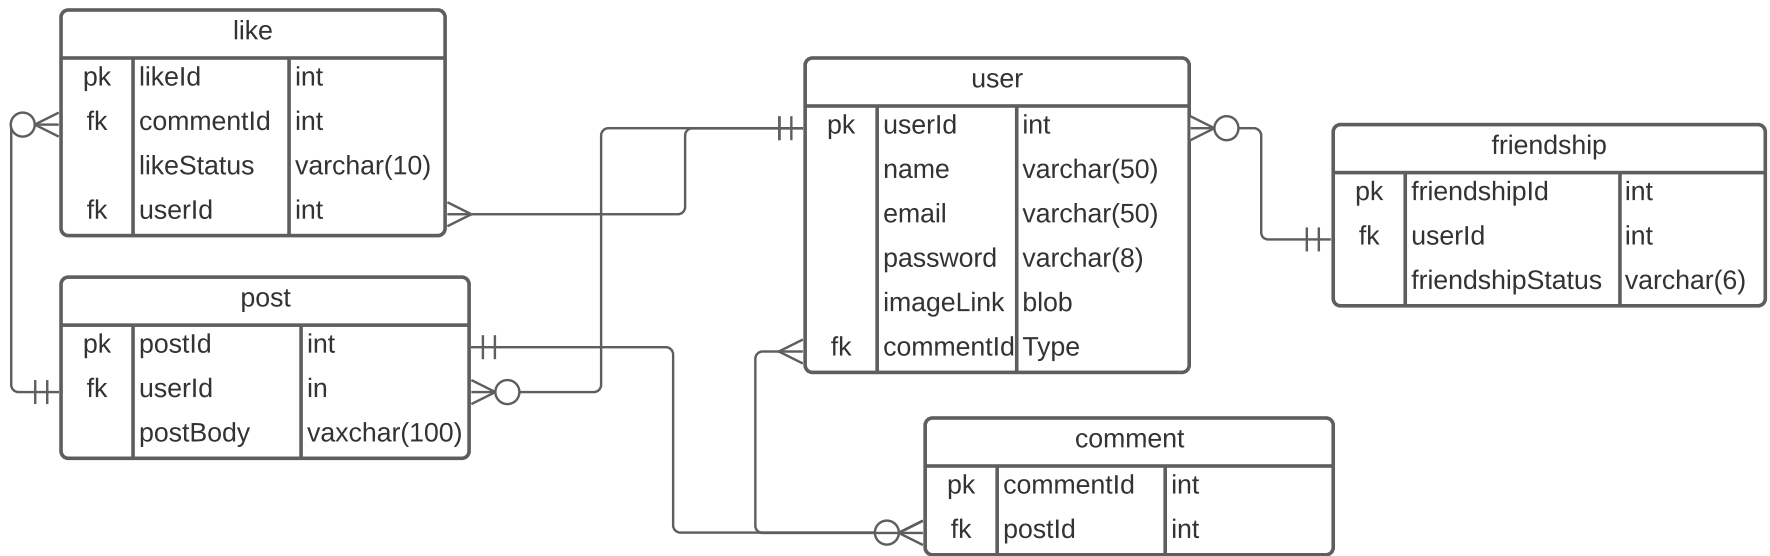 like
pk likeId int
fk commentId int
likeStatus varchar(10)
fk userId int
post
pk postId int
fk userId in
postBody vaxchar(100)
user
pk userId int
name varchar(50)
email varchar(50)
password varchar(8)
imageLink blob
fk commentId Type
comment
pk commentId int
fk postId int
friendship
pk friendshipId int
fk userId int
friendshipStatus varchar(6)